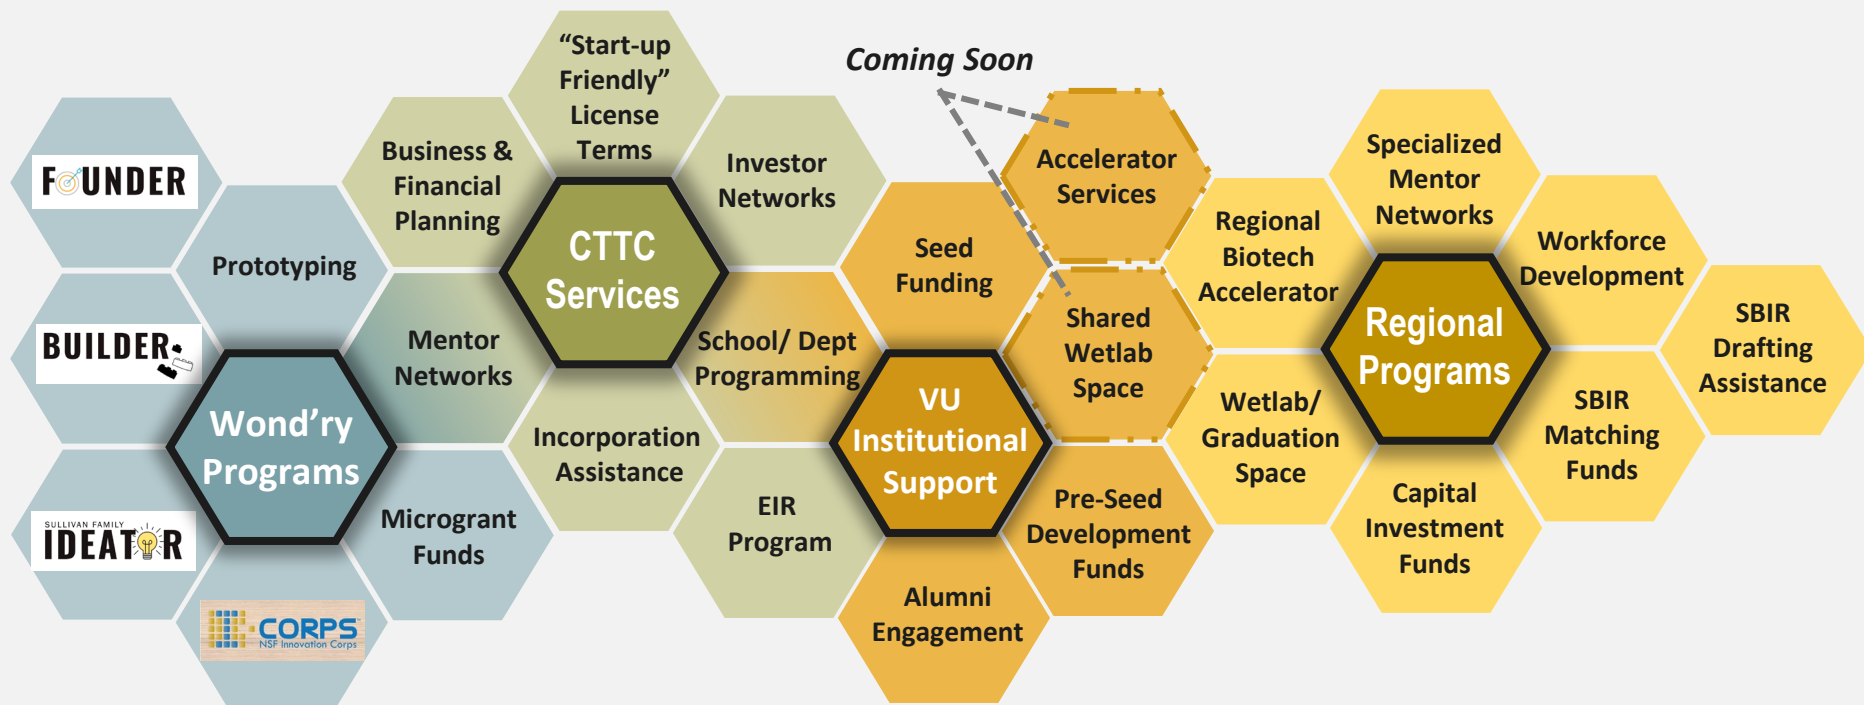 FOUNDER
BUILDER
SULLIVAN FAMILY
IDEATOR
I-CORPS
NSF Innovation Corps
Prototyping
Wond'ry
Programs
Business &
Financial
Planning
Mentor
Networks
Microgrant
Funds
“Start-up
Friendly”
License
Terms
CTTC
Services
Incorporation
Assistance
Investor
Networks
School/ Dept
Programming
EIR
Program
Coming Soon
Seed
Funding
VU
Institutional
Support
Alumni
Engagement
Accelerator
Services
Shared
Wetlab
Space
Pre-Seed
Development
Funds
Regional
Biotech
Accelerator
Wetlab/
Graduation
Space
Specialized
Mentor
Networks
Regional
Programs
Capital
Investment
Funds
Workforce
Development
SBIR
Matching
Funds
SBIR
Drafting
Assistance